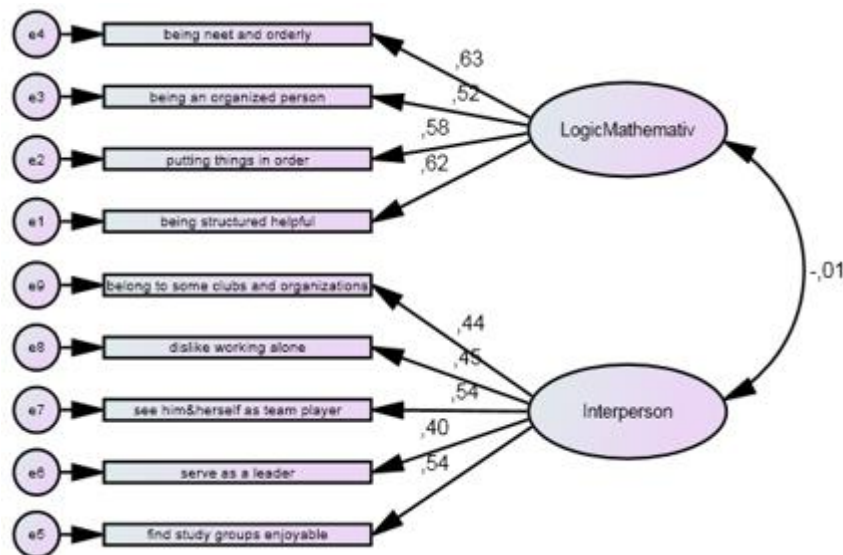 e4
being neet and orderly
,63
e3
being an organized person
,52
LogicMathemativ
e2
putting things in order
,58
e1
being structured helpful
,62
-,01
e9
belong to some clubs and organizations
,44
e8
dislike working alone
,45
e7
see him&herself as team player
,54
Interperson
e6
serve as a leader
,40
e5
find study groups enjoyable
,54